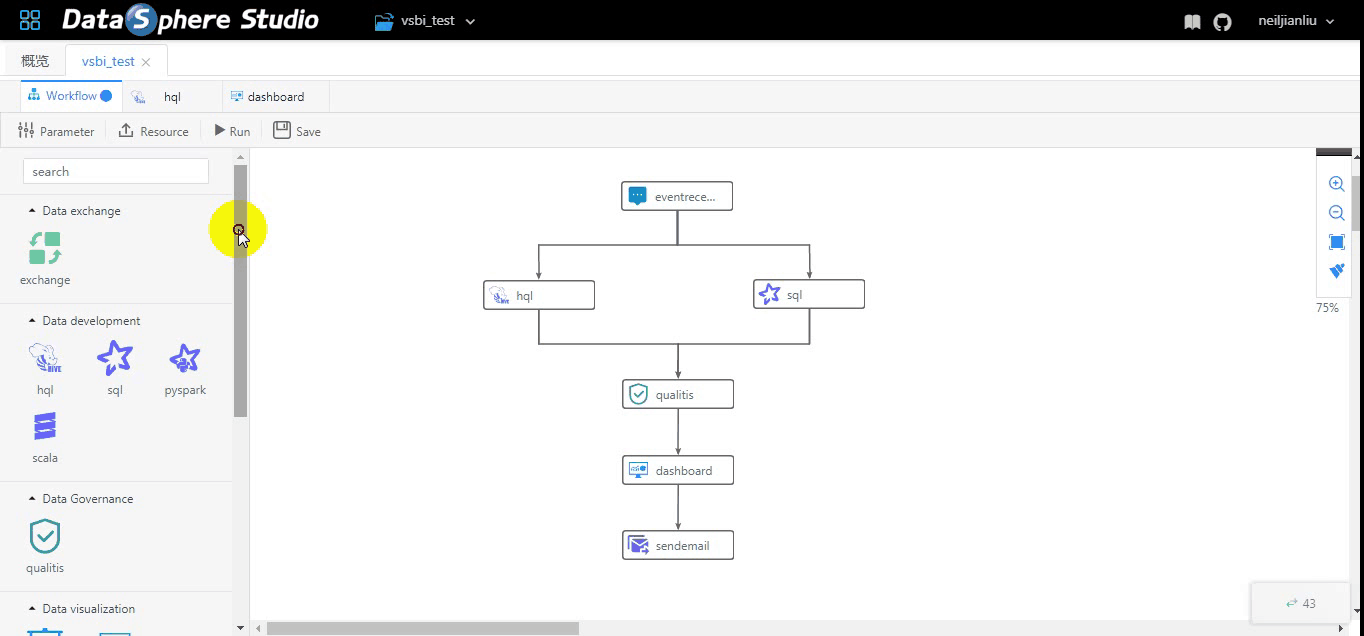 DataSphere Studio
vsbi_test
neiljianliu
概览
vsbi_test
Workflow
hql
dashboard
Parameter
Resource
Run
Save
search
Data exchange
exchange
Data development
hql
sql
pyspark
scala
Data Governance
qualitis
Data visualization
eventrece...
hql
sql
qualitis
dashboard
sendemail
75%
43